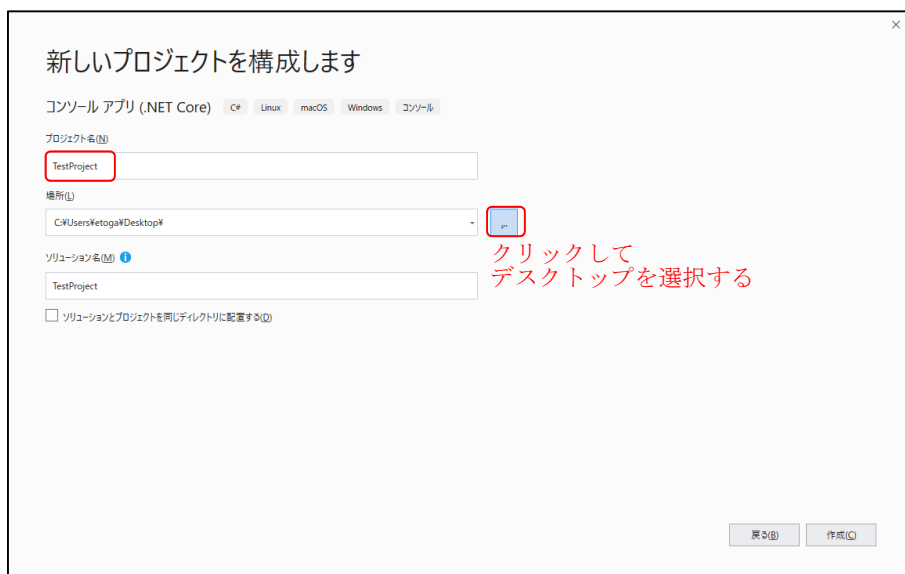 新しいプロジェクトを構成します
コンソール アプリ (.NET Core) C# Linux macOS Windows コンソール
プロジェクト名(N)
TestProject
場所(L)
C:¥Users¥etoga¥Desktop¥
...
クリックして
デスクトップを選択する
ソリューション名(M)
TestProject
ソリューションとプロジェクトを同じディレクトリに配置する(D)
戻る(B) 作成(C)